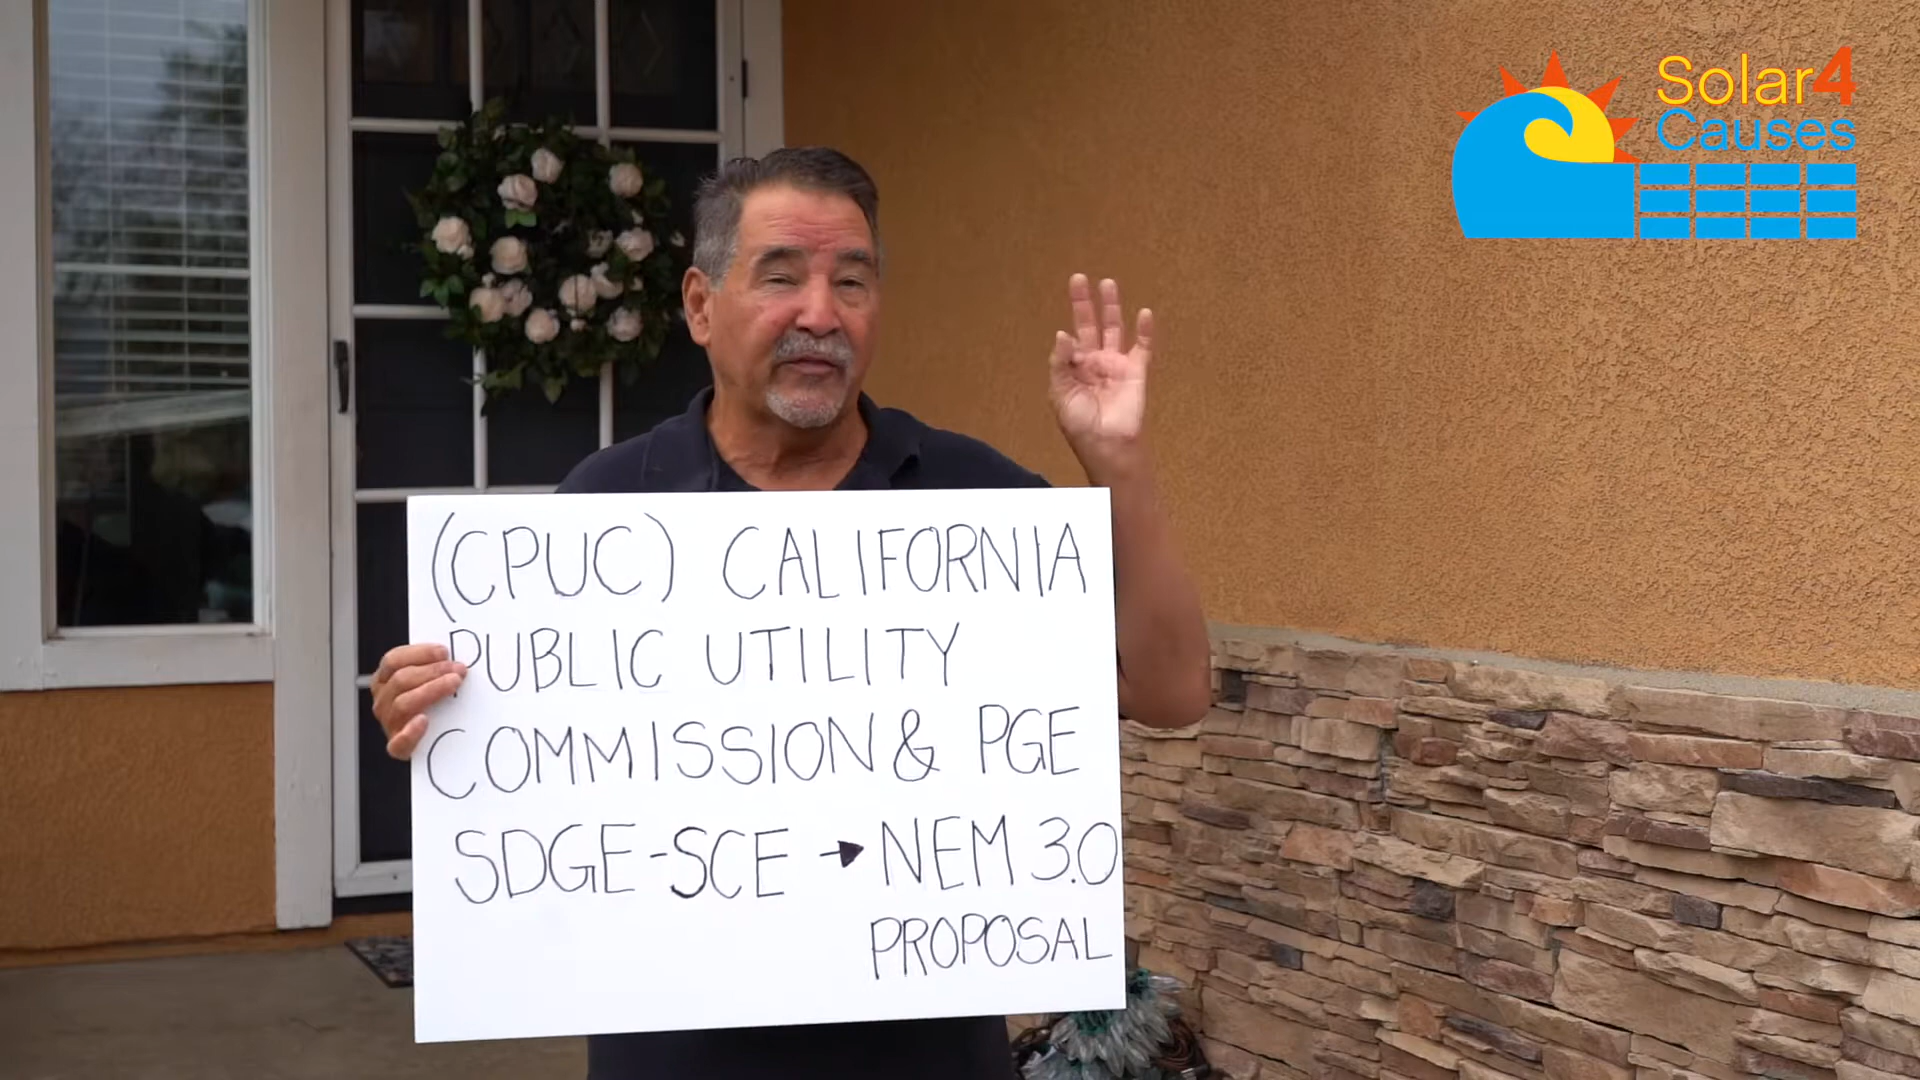 Solar4
Causes
(CPUC) CALIFORNIA
PUBLIC UTILITY
COMMISSION & PGE
SDGE-SCE → NEM 3.0
PROPOSAL